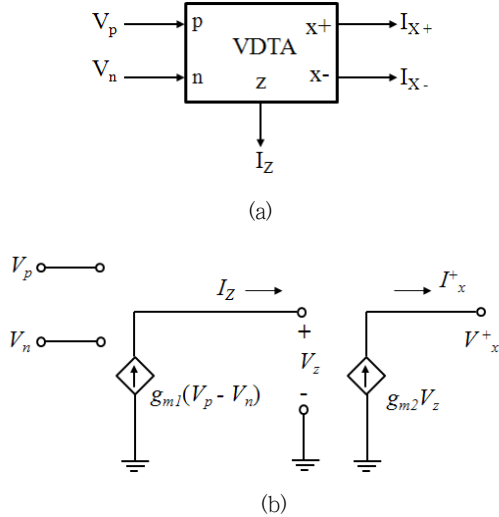 V_p p VDTA x+ I_X+
V_n n z x- I_X-
I_Z
(a)
V_p I_Z I^+_x
V_n + V_z - V^+_x
g_m1(V_p - V_n) g_m2V_z
(b)